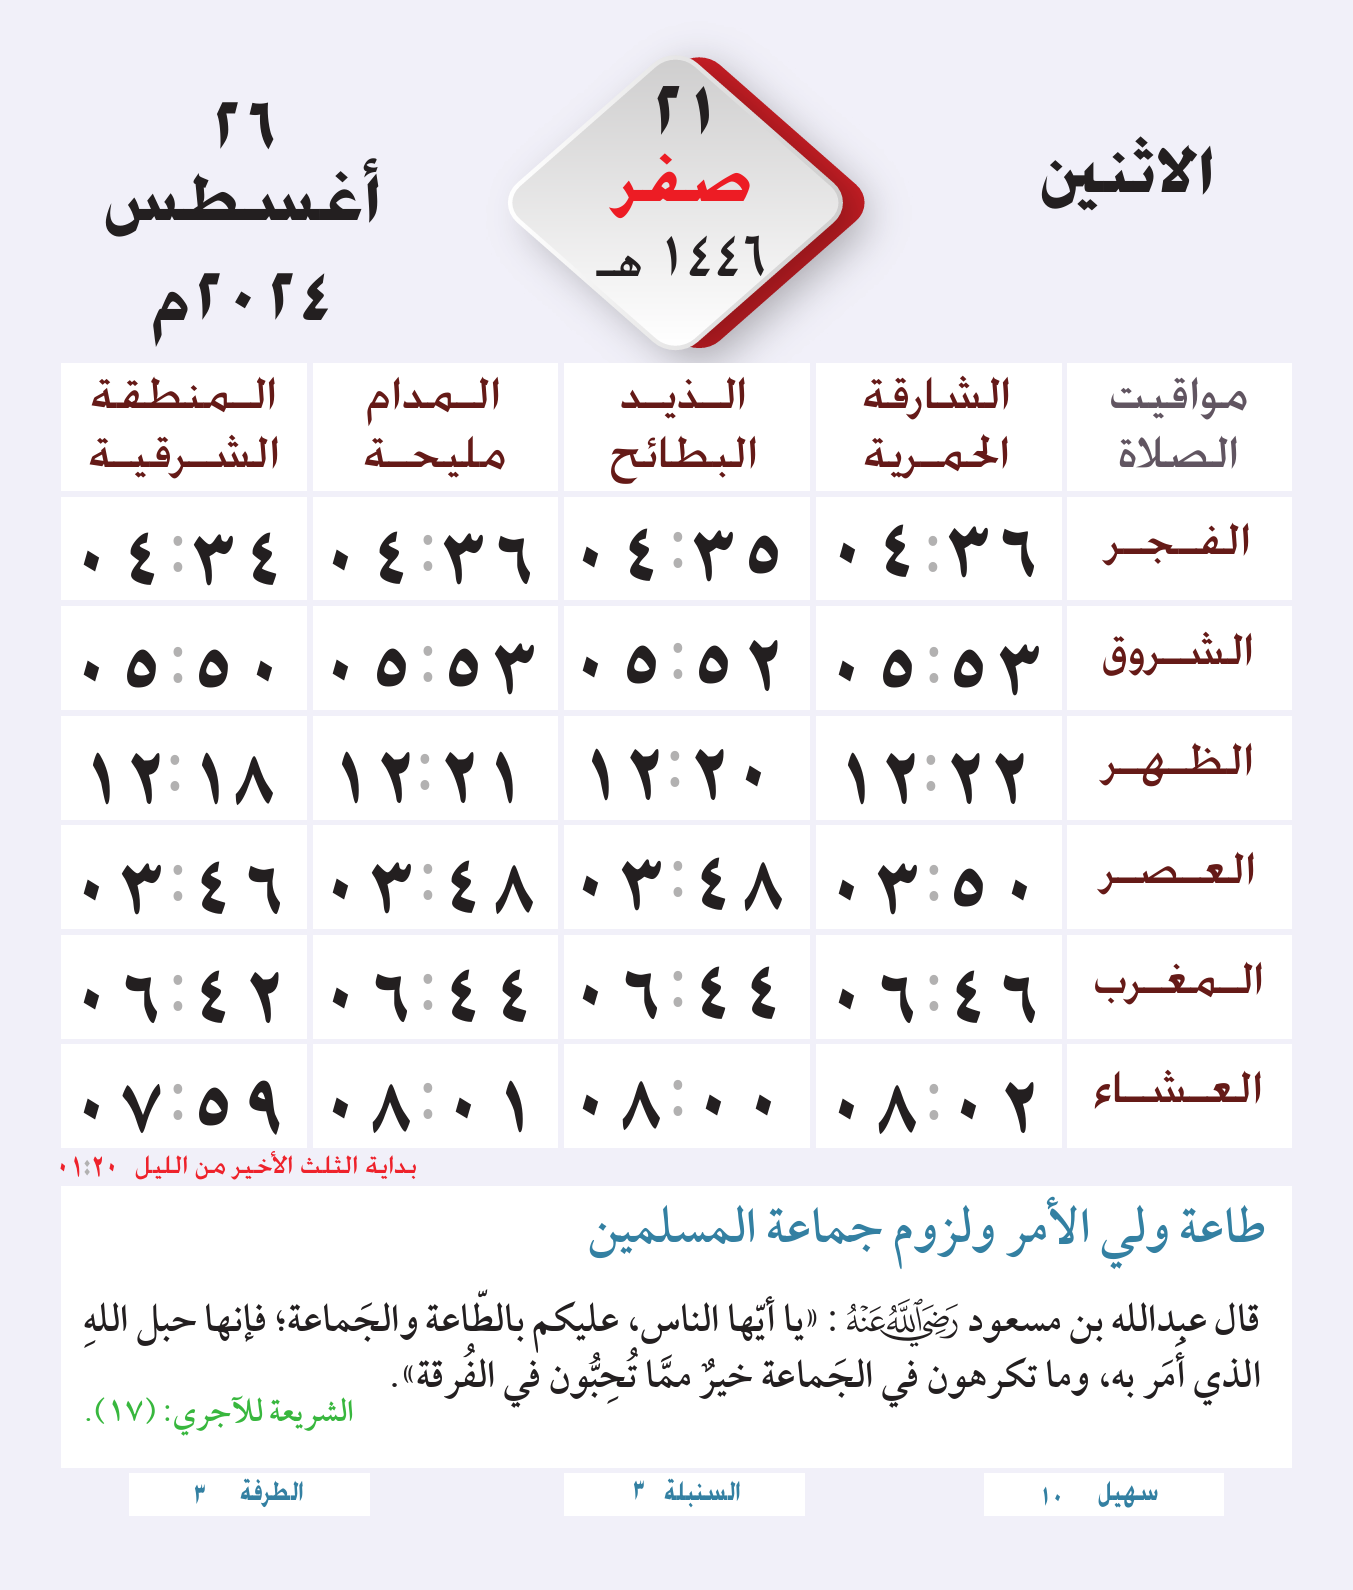 الاثنين
٢١
صفر
١٤٤٦ هـ
٢٦
أغسطس
٢٠٢٤م
مواقيت الصلاة	الشارقة الحمرية	الذيد البطائح	المدام مليحة	المنطقة الشرقية
الفجر	٠٤:٣٦	٠٤:٣٥	٠٤:٣٦	٠٤:٣٤
الشروق	٠٥:٥٣	٠٥:٥٢	٠٥:٥٣	٠٥:٥٠
الظهر	١٢:٢٢	١٢:٢٠	١٢:٢١	١٢:١٨
العصر	٠٣:٥٠	٠٣:٤٨	٠٣:٤٨	٠٣:٤٦
المغرب	٠٦:٤٦	٠٦:٤٤	٠٦:٤٤	٠٦:٤٢
العشاء	٠٨:٠٢	٠٨:٠٠	٠٨:٠١	٠٧:٥٩
بداية الثلث الأخير من الليل ٠١:٢٠
طاعة ولي الأمر ولزوم جماعة المسلمين
قال عبدالله بن مسعود رَضِيَ اللَّهُ عَنْهُ : «يا أيّها الناس، عليكم بالطّاعة والجَماعة؛ فإنها حبل اللهِ
الذي أَمَر به، وما تكرهون في الجَماعة خيرٌ ممَّا تُحِبُّون في الفُرقة».
الشريعة للآجري: (١٧).
سهيل ١٠
السنبلة ٣
الطرفة ٣